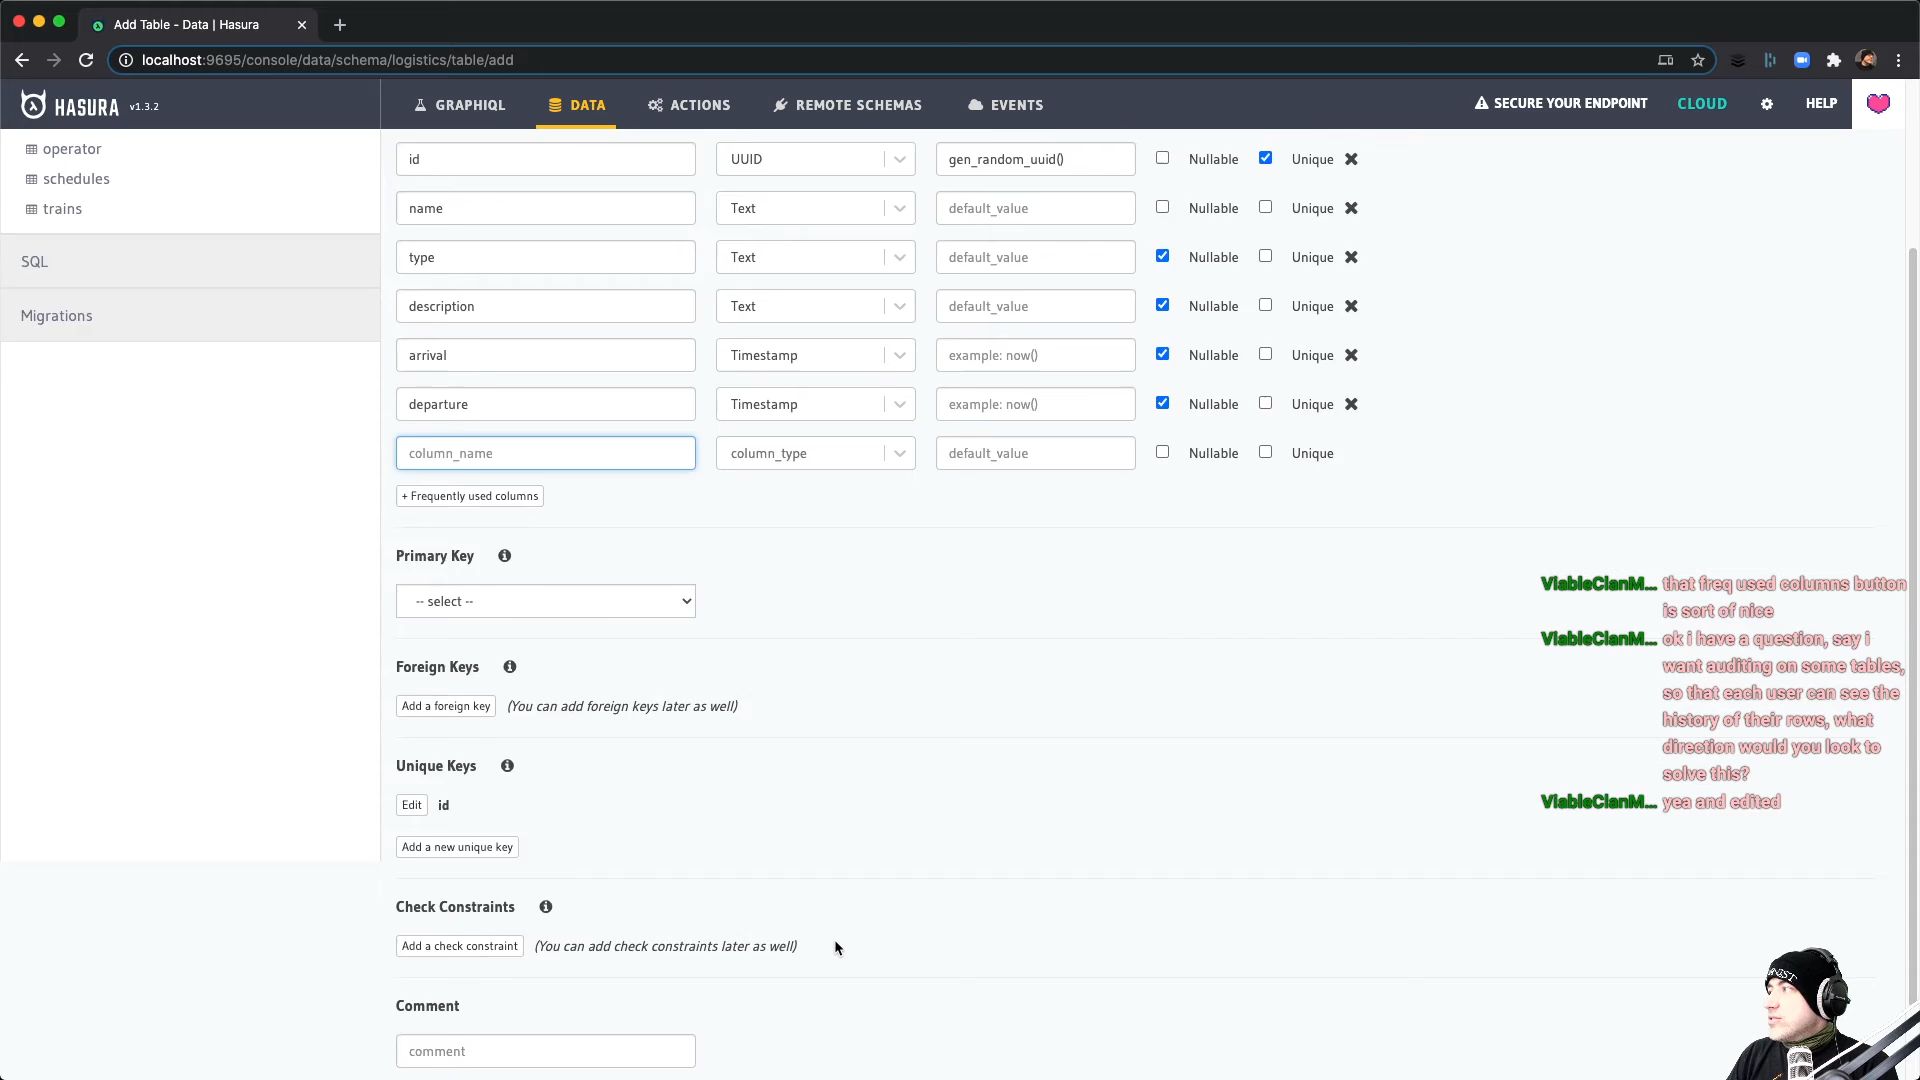 Add Table - Data | Hasura
localhost:9695/console/data/schema/logistics/table/add
HASURA v1.3.2
GRAPHIQL DATA ACTIONS REMOTE SCHEMAS EVENTS SECURE YOUR ENDPOINT CLOUD HELP
operator
schedules
trains
SQL
Migrations
id UUID gen_random_uuid() Nullable Unique
name Text default_value Nullable Unique
type Text default_value Nullable Unique
description Text default_value Nullable Unique
arrival Timestamp example: now() Nullable Unique
departure Timestamp example: now() Nullable Unique
column_name column_type default_value Nullable Unique
+ Frequently used columns
Primary Key
-- select --
Foreign Keys
Add a foreign key (You can add foreign keys later as well)
Unique Keys
Edit id
Add a new unique key
Check Constraints
Add a check constraint (You can add check constraints later as well)
Comment
comment
ViableClanM... that freq used columns button
is sort of nice
ViableClanM... ok i have a question, say i
want auditing on some tables,
so that each user can see the
history of their rows, what
direction would you look to
solve this?
ViableClanM... yea and edited